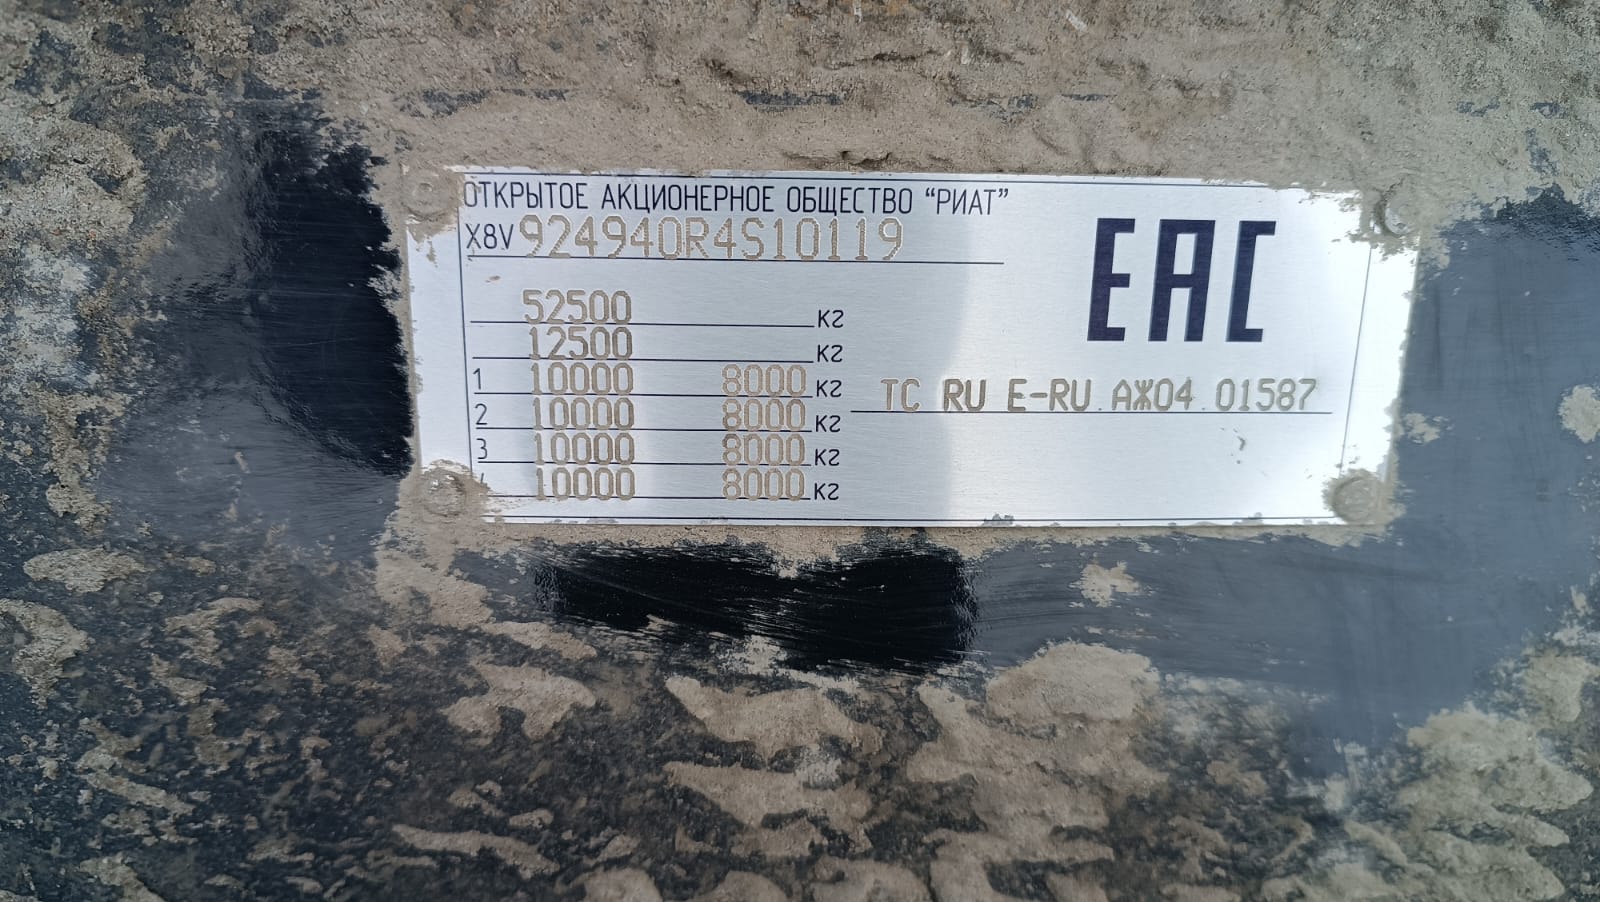 ОТКРЫТОЕ АКЦИОНЕРНОЕ ОБЩЕСТВО “РИАТ”
X8V924940R4S10119
EAC
52500 кг
12500 кг
1 10000 8000 кг
2 10000 8000 кг
3 10000 8000 кг
10000 8000 кг
ТС RU Е-RU.АЖ04.01587